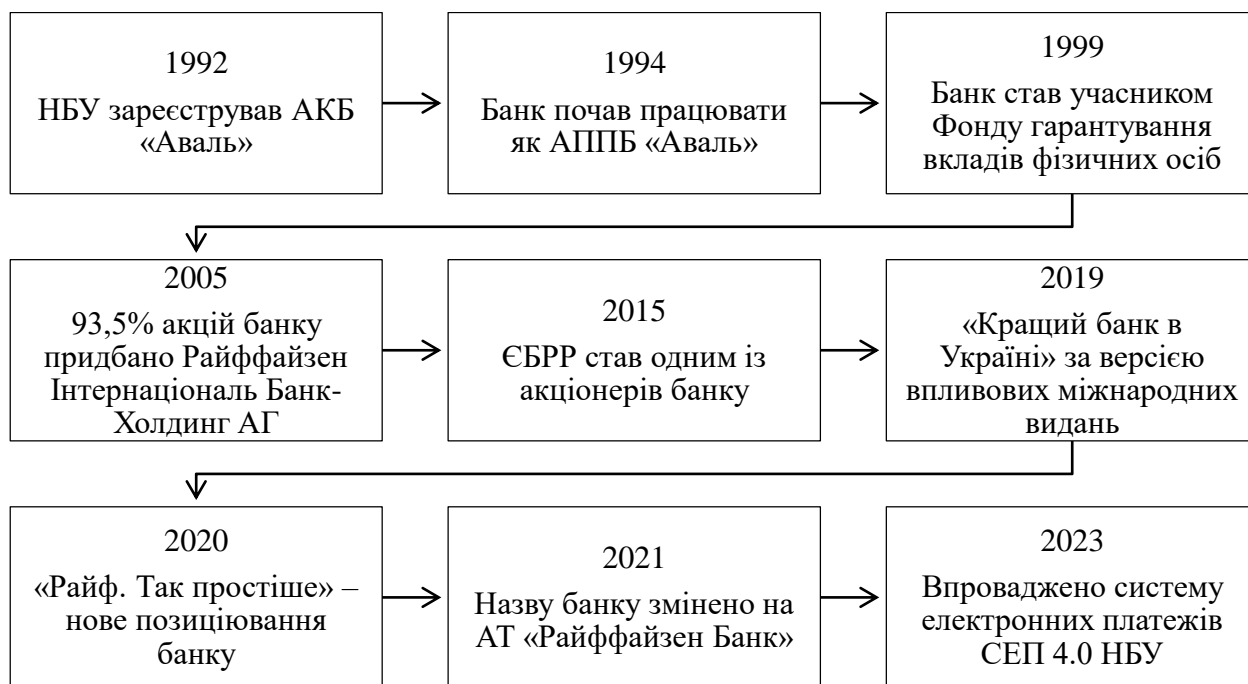 1992
НБУ зареєстрував АКБ
«Аваль»
1994
Банк почав працювати
як АППБ «Аваль»
1999
Банк став учасником
Фонду гарантування
вкладів фізичних осіб
2005
93,5% акцій банку
придбано Райффайзен
Інтернаціональ Банк-
Холдинг АГ
2015
ЄБРР став одним із
акціонерів банку
2019
«Кращий банк в
Україні» за версією
впливових міжнародних
видань
2020
«Райф. Так простіше» –
нове позиціювання
банку
2021
Назву банку змінено на
АТ «Райффайзен Банк»
2023
Впроваджено систему
електронних платежів
СЕП 4.0 НБУ